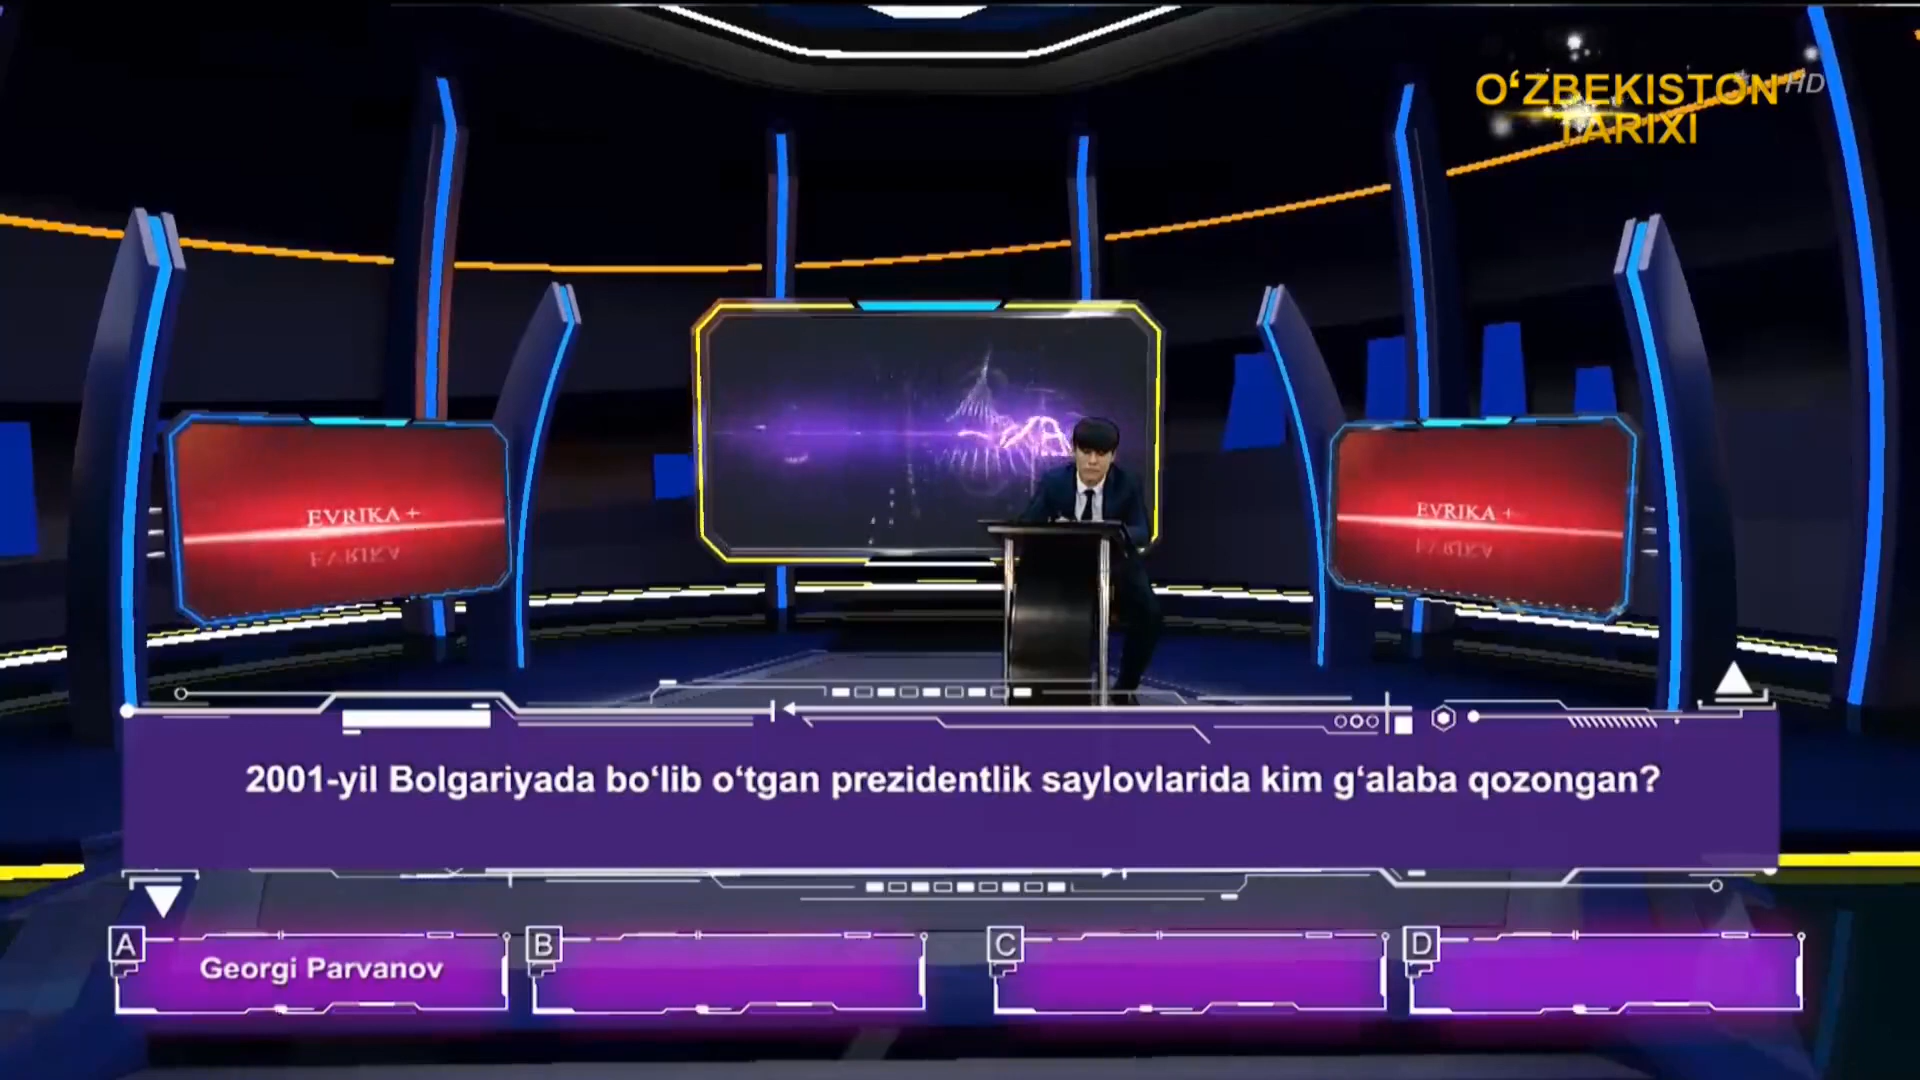 O‘ZBEKISTON HD
TARIXI
EVRIKA +
EVRIKA +
2001-yil Bolgariyada bo‘lib o‘tgan prezidentlik saylovlarida kim g‘alaba qozongan?
A
Georgi Parvanov
B
C
D